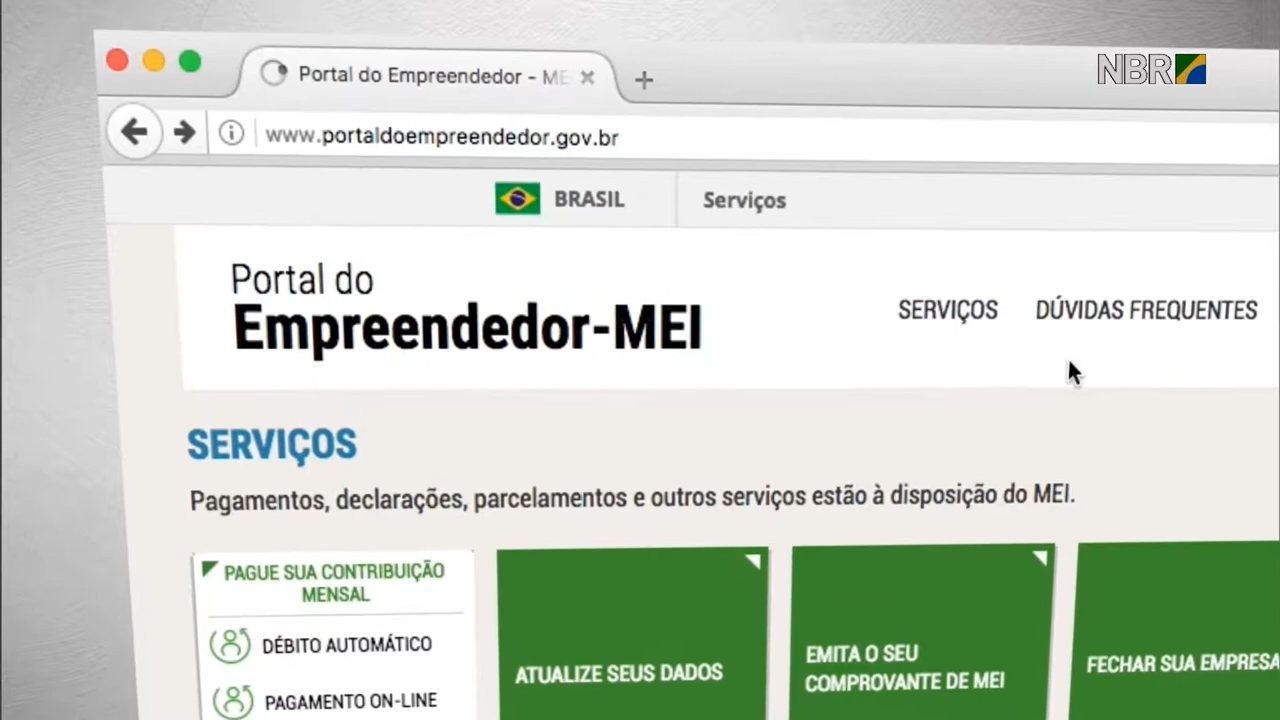 NBR
Portal do Empreendedor - ME
www.portaldoempreendedor.gov.br
BRASIL
Serviços
Portal do
Empreendedor-MEI
SERVIÇOS
DÚVIDAS FREQUENTES
SERVIÇOS
Pagamentos, declarações, parcelamentos e outros serviços estão à disposição do MEI.
PAGUE SUA CONTRIBUIÇÃO
MENSAL
DÉBITO AUTOMÁTICO
PAGAMENTO ON-LINE
ATUALIZE SEUS DADOS
EMITA O SEU
COMPROVANTE DE MEI
FECHAR SUA EMPRESA